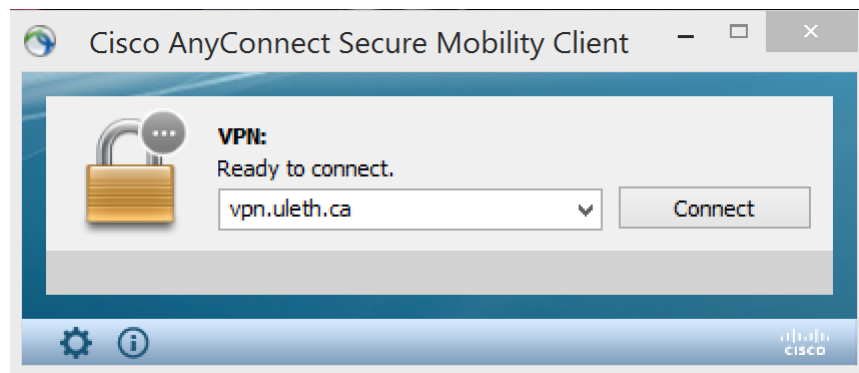 Cisco AnyConnect Secure Mobility Client
VPN:
Ready to connect.
vpn.uleth.ca
Connect
CISCO